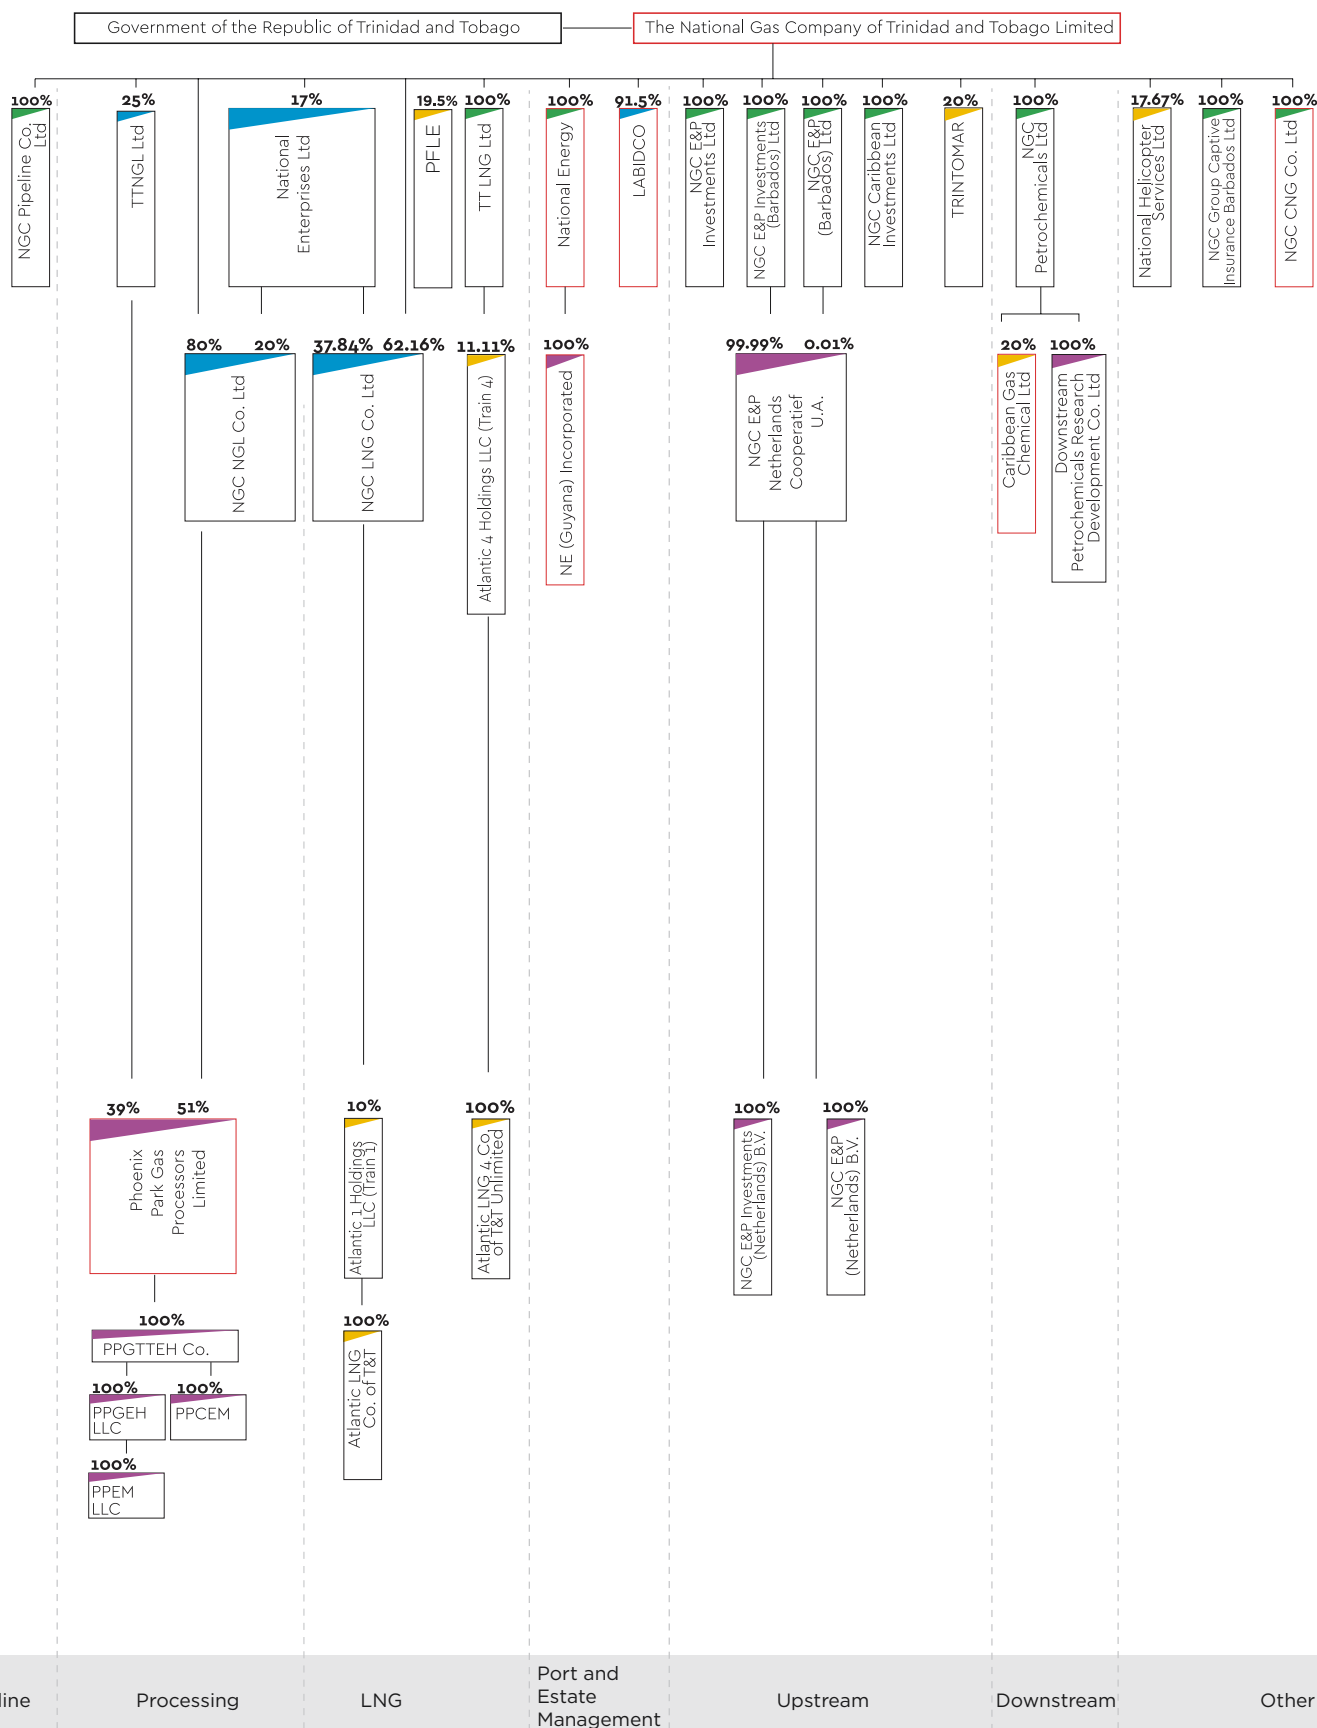 Government of the Republic of Trinidad and Tobago
The National Gas Company of Trinidad and Tobago Limited
100%
NGC Pipeline Co.
Ltd
25%
TTNGL Ltd
17%
National
Enterprises Ltd
19.5%
PFLE
100%
TT LNG Ltd
100%
National Energy
91.5%
LABIDCO
100%
NGC E&P
Investments Ltd
100%
NGC E&P Investments
(Barbados) Ltd
100%
NGC E&P
(Barbados) Ltd
100%
NGC Caribbean
Investments Ltd
20%
TRINTOMAR
100%
NGC
Petrochemicals Ltd
17.67%
National Helicopter
Services Ltd
100%
NGC Group Captive
Insurance Barbados Ltd
100%
NGC CNG Co. Ltd
80% 20%
NGC NGL Co. Ltd
37.84% 62.16%
NGC LNG Co. Ltd
11.11%
Atlantic 4 Holdings LLC (Train 4)
100%
NE (Guyana) Incorporated
99.99% 0.01%
NGC E&P
Netherlands
Cooperatief
U.A.
20%
Caribbean Gas
Chemical Ltd
100%
Downstream
Petrochemicals Research
Development Co. Ltd
39% 51%
Phoenix
Park Gas
Processors
Limited
10%
Atlantic 1 Holdings
LLC (Train 1)
100%
Atlantic LNG 4 Co
of T&T Unlimited
100%
NGC E&P Investments
(Netherlands) B.V.
100%
NGC E&P
(Netherlands) B.V.
100%
PPGTTEH Co.
100%
PPGEH
LLC
100%
PPCEM
100%
PPEM
LLC
100%
Atlantic LNG
Co. of T&T
line
Processing
LNG
Port and
Estate
Management
Upstream
Downstream
Other